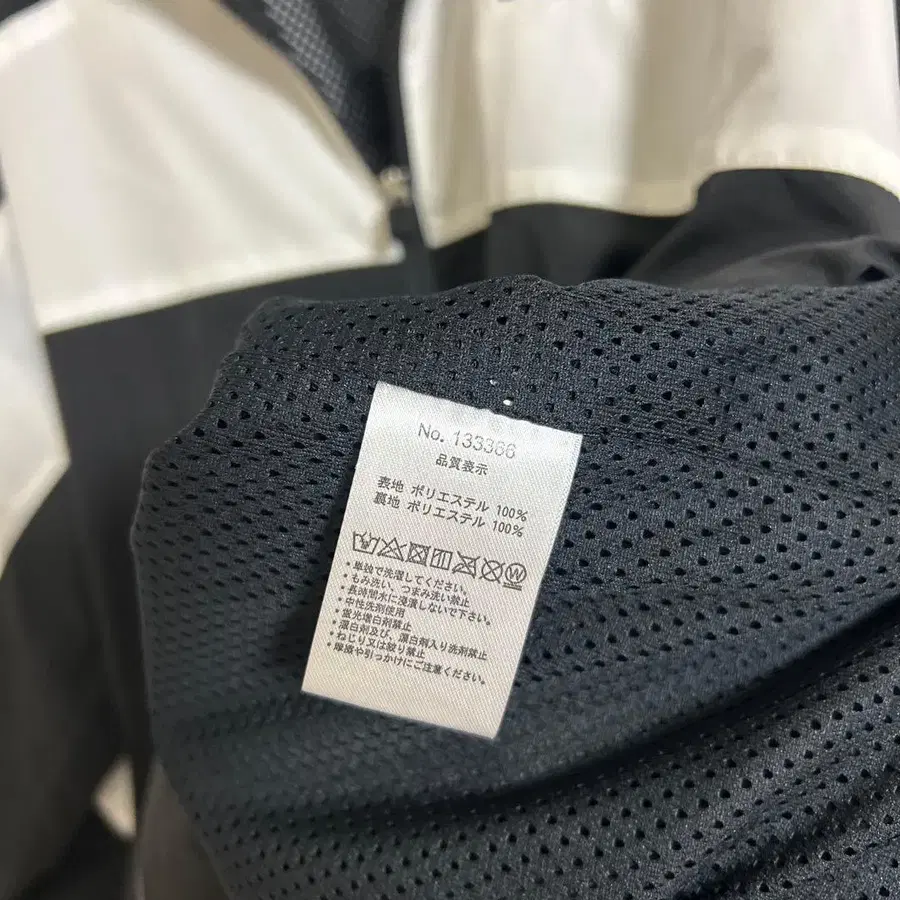 No. 133366
品質表示
表地 ポリエステル 100%
裏地 ポリエステル 100%
・単独で洗濯してください。
・もみ洗い、つまみ洗い禁止
・長時間水に浸漬しないで下さい。
・中性洗剤使用
・蛍光増白剤禁止
・漂白剤及び、漂白剤入り洗剤禁止
・ねじり又は絞り禁止
・摩擦や引っかけにご注意ください。